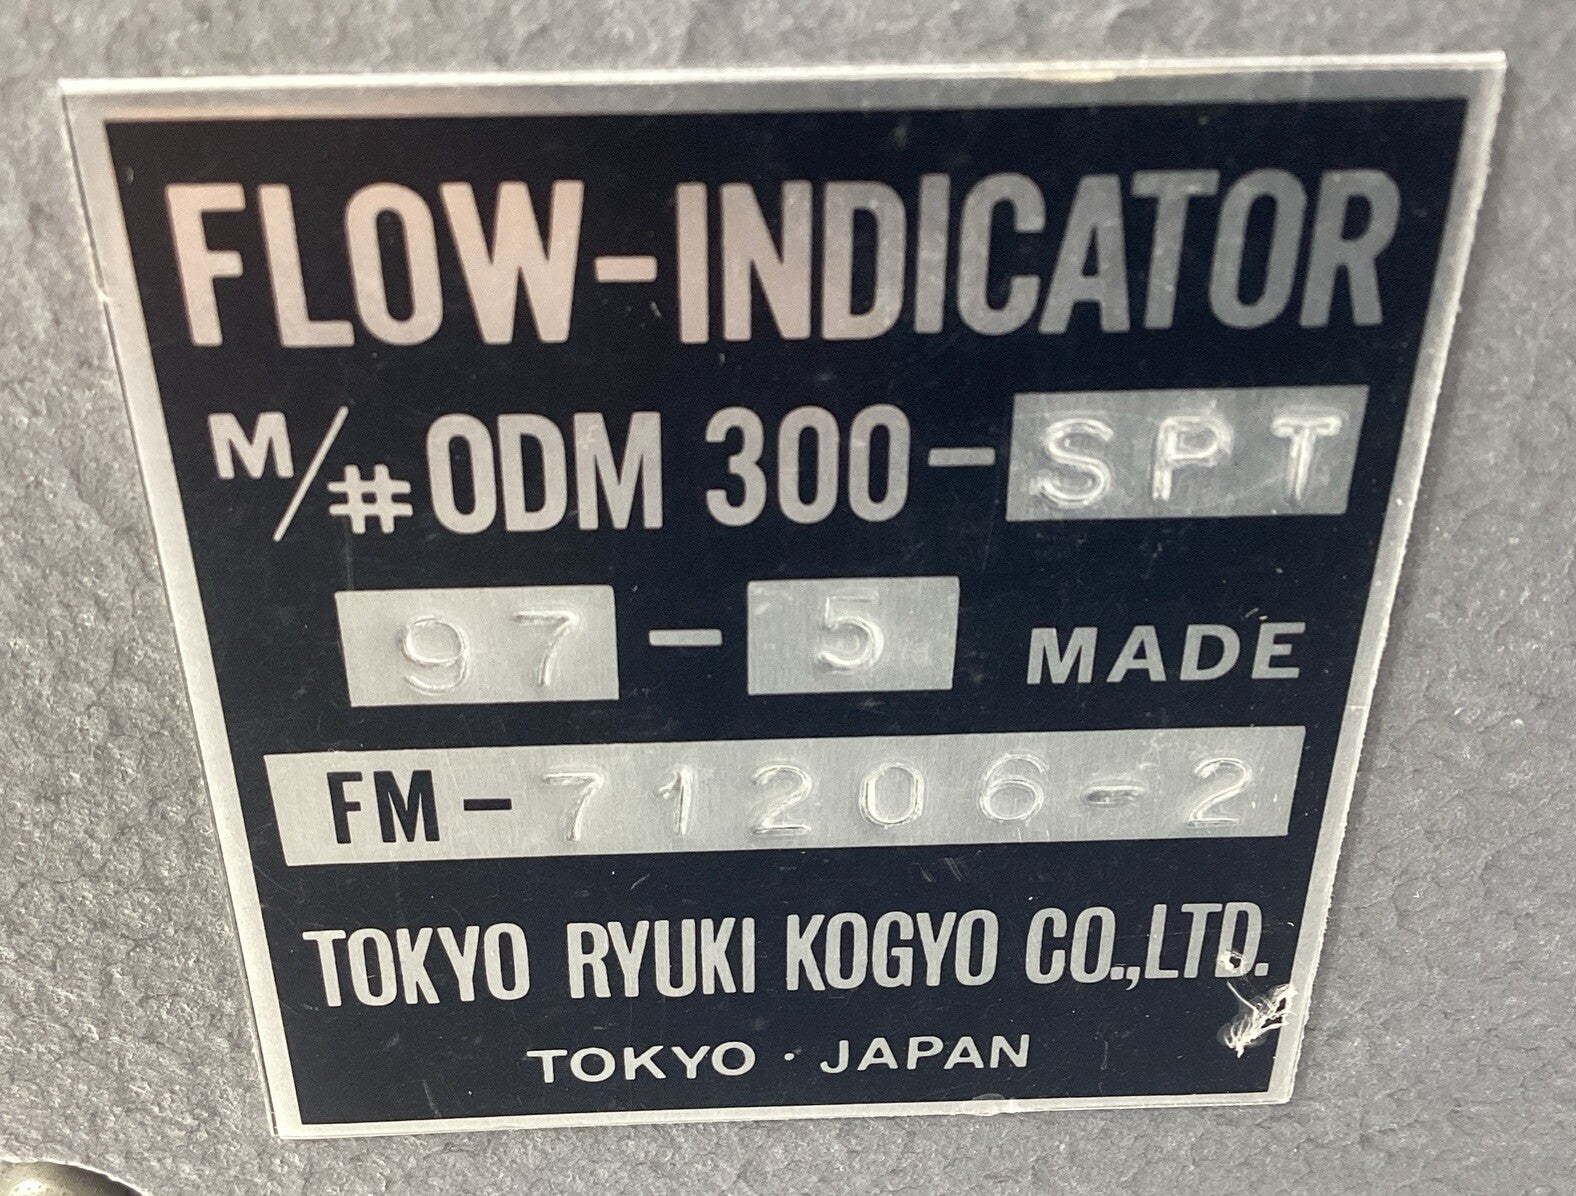 FLOW-INDICATOR
M/# ODM 300-SPT
97-5 MADE
FM-71206-2
TOKYO RYUKI KOGYO CO.,LTD.
TOKYO · JAPAN